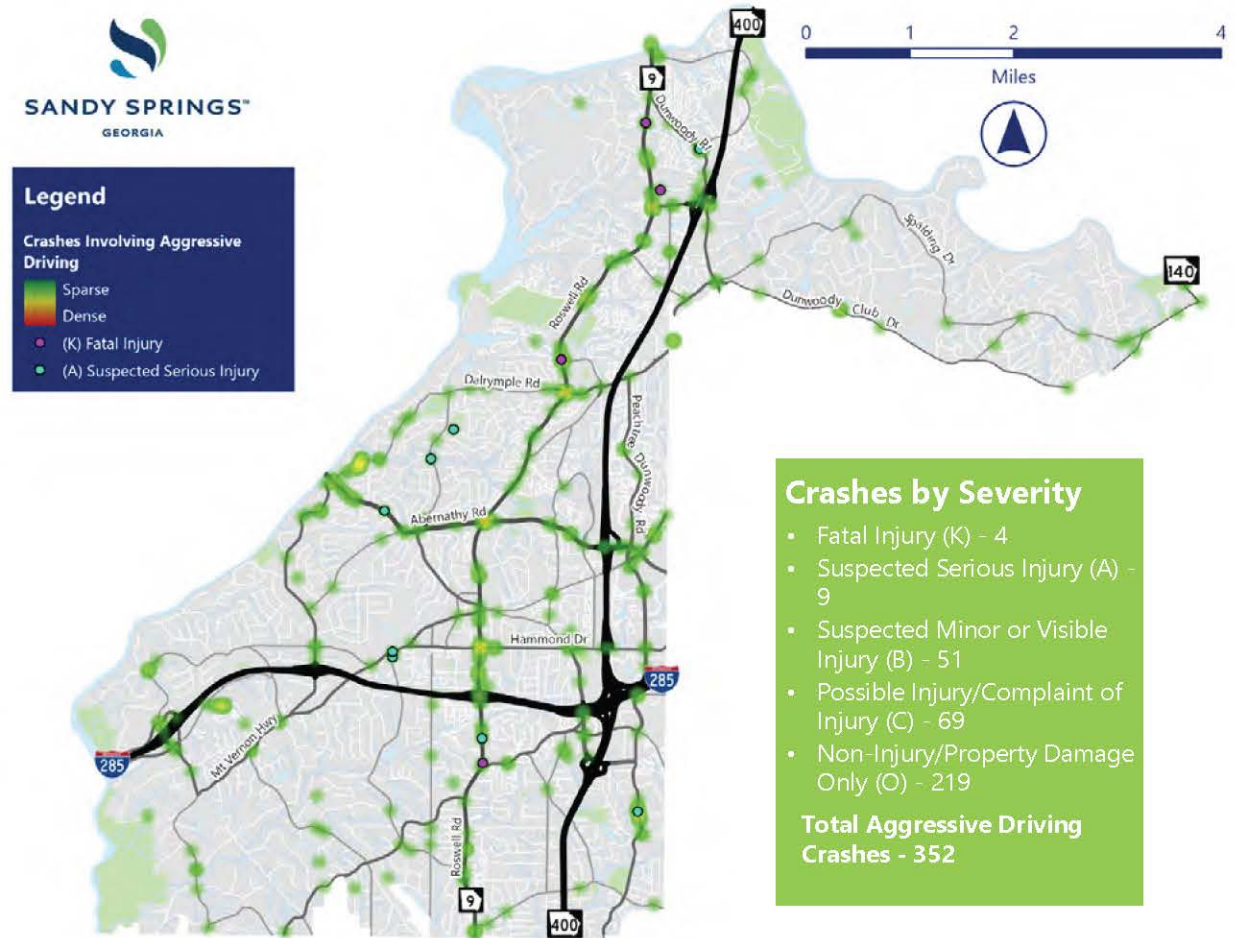 SANDY SPRINGS™
GEORGIA
Legend
Crashes Involving Aggressive
Driving
Sparse
Dense
(K) Fatal Injury
(A) Suspected Serious Injury
0 1 2 4
Miles
400
9
Dunwoody Pl
Spalding Dr
140
Roswell Rd
Dunwoody Club Dr
Dalrymple Rd
Peachtree Dunwoody Rd
Abernathy Rd
Hammond Dr
285
285
Mt Vernon Hwy
Roswell Rd
9
400
Crashes by Severity
• Fatal Injury (K) - 4
• Suspected Serious Injury (A) -
9
• Suspected Minor or Visible
Injury (B) - 51
• Possible Injury/Complaint of
Injury (C) - 69
• Non-Injury/Property Damage
Only (O) - 219
Total Aggressive Driving
Crashes - 352